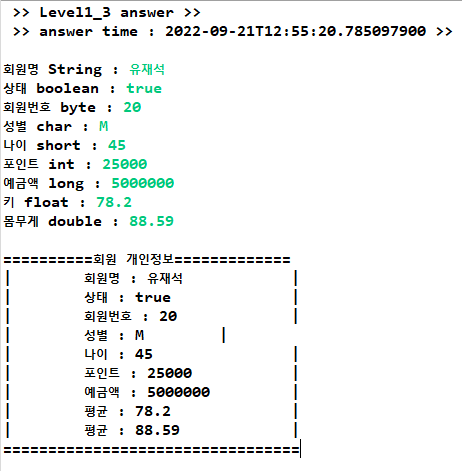 >> Level1_3 answer >>
>> answer time : 2022-09-21T12:55:20.785097900 >>
회원명 String : 유재석
상태 boolean : true
회원번호 byte : 20
성별 char : M
나이 short : 45
포인트 int : 25000
예금액 long : 5000000
키 float : 78.2
몸무게 double : 88.59
==========회원 개인정보=============
| 회원명 : 유재석 |
| 상태 : true |
| 회원번호 : 20 |
| 성별 : M |
| 나이 : 45 |
| 포인트 : 25000 |
| 예금액 : 5000000 |
| 평균 : 78.2 |
| 평균 : 88.59 |
=================================